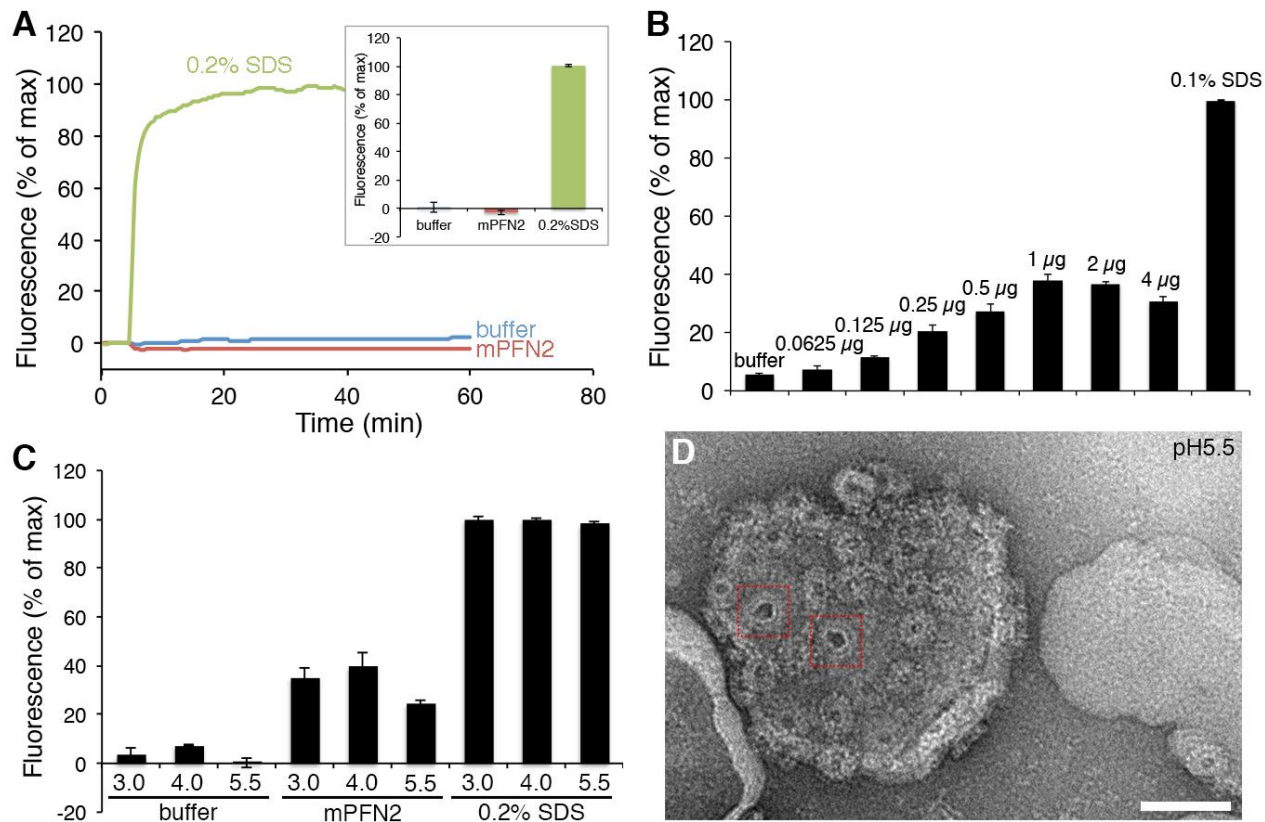 A
120
100
80
60
40
20
0
Fluorescence (% of max)
0.2% SDS
buffer
mPFN2
0 20 40 60 80
Time (min)
120
100
80
60
40
20
0
-20
Fluorescence (% of max)
buffer mPFN2 0.2%SDS
B
120
100
80
60
40
20
0
Fluorescence (% of max)
buffer
0.0625 µg
0.125 µg
0.25 µg
0.5 µg
1 µg
2 µg
4 µg
0.1% SDS
C
120
100
80
60
40
20
0
-20
Fluorescence (% of max)
3.0 4.0 5.5 3.0 4.0 5.5 3.0 4.0 5.5
buffer mPFN2 0.2% SDS
D
pH5.5